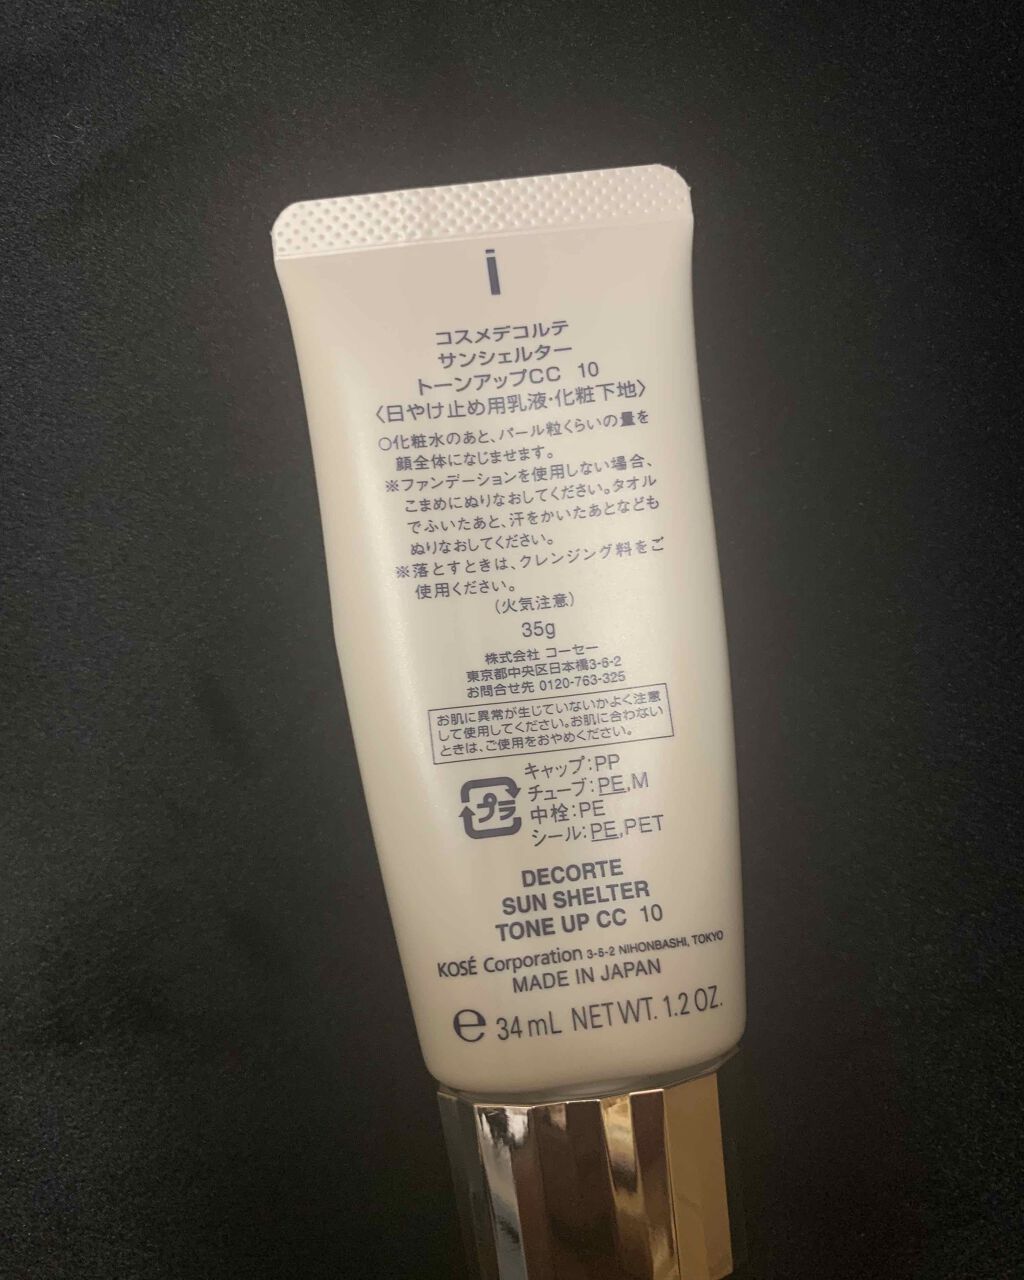 i
コスメデコルテ
サンシェルター
トーンアップCC 10
〈日やけ止め用乳液・化粧下地〉
○化粧水のあと、パール粒くらいの量を
顔全体になじませます。
※ファンデーションを使用しない場合、
こまめにぬりなおしてください。タオル
でふいたあと、汗をかいたあとなども
ぬりなおしてください。
※落とすときは、クレンジング料をご
使用ください。
(火気注意)
35g
株式会社 コーセー
東京都中央区日本橋3-6-2
お問合せ先 0120-763-325
お肌に異常が生じていないかよく注意
して使用してください。お肌に合わない
ときは、ご使用をおやめください。
プラ
キャップ:PP
チューブ:PE,M
中栓:PE
シール:PE,PET
DECORTE
SUN SHELTER
TONE UP CC 10
KOSÉ Corporation 3-6-2 NIHONBASHI, TOKYO
MADE IN JAPAN
e 34 mL NET WT. 1.2 OZ.